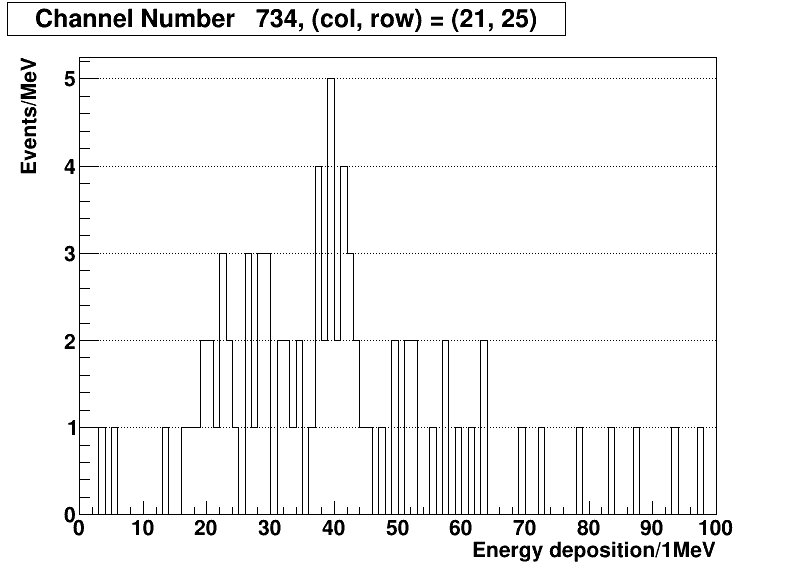 Channel Number 734, (col, row) = (21, 25)
Events/MeV
5
4
3
2
1
0
0 10 20 30 40 50 60 70 80 90 100
Energy deposition/1MeV